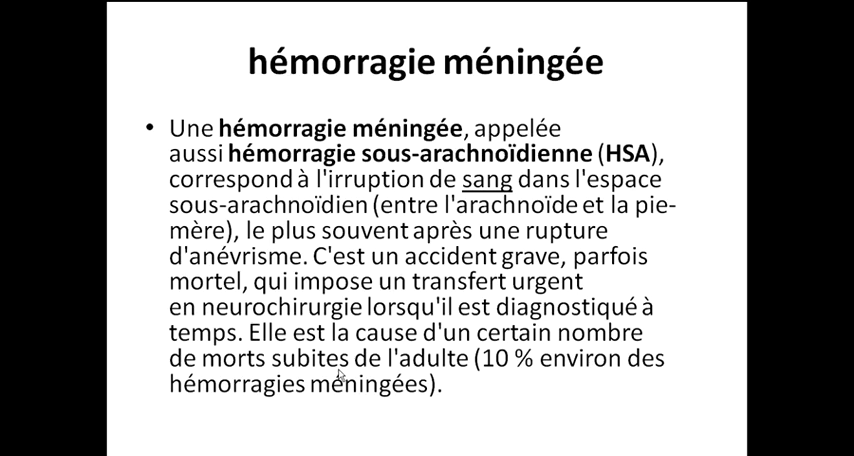 hémorragie méningée
• Une hémorragie méningée, appelée
aussi hémorragie sous-arachnoïdienne (HSA),
correspond à l'irruption de sang dans l'espace
sous-arachnoïdien (entre l'arachnoïde et la pie-
mère), le plus souvent après une rupture
d'anévrisme. C'est un accident grave, parfois
mortel, qui impose un transfert urgent
en neurochirurgie lorsqu'il est diagnostiqué à
temps. Elle est la cause d'un certain nombre
de morts subites de l'adulte (10 % environ des
hémorragies méningées).